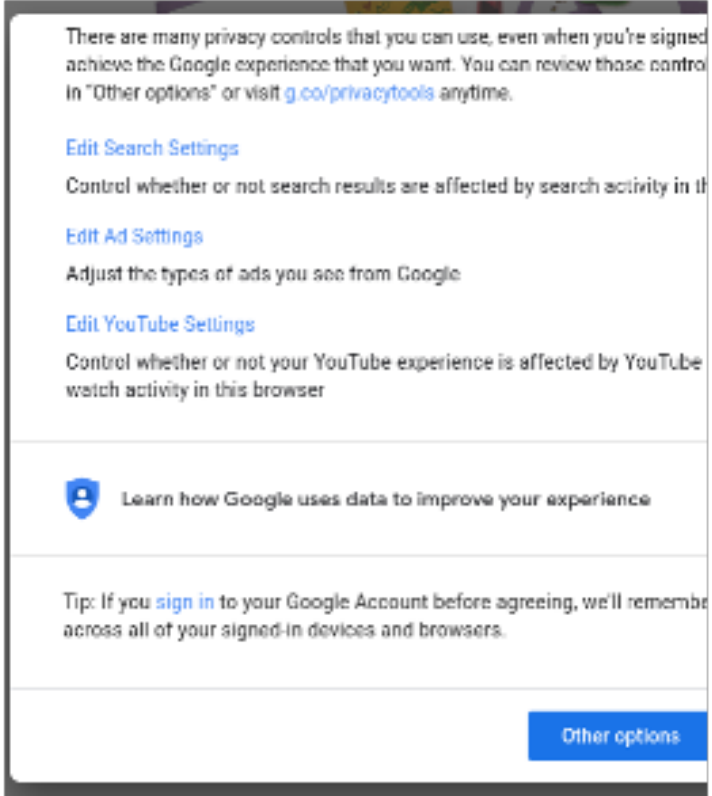 There are many privacy controls that you can use, even when you're signed
achieve the Google experience that you want. You can review those contro
in "Other options" or visit g.co/privacytools anytime.
Edit Search Settings
Control whether or not search results are affected by search activity in th
Edit Ad Settings
Adjust the types of ads you see from Google
Edit YouTube Settings
Control whether or not your YouTube experience is affected by YouTube
watch activity in this browser
Learn how Google uses data to improve your experience
Tip: If you sign in to your Google Account before agreeing, we'll remembe
across all of your signed-in devices and browsers.
Other options